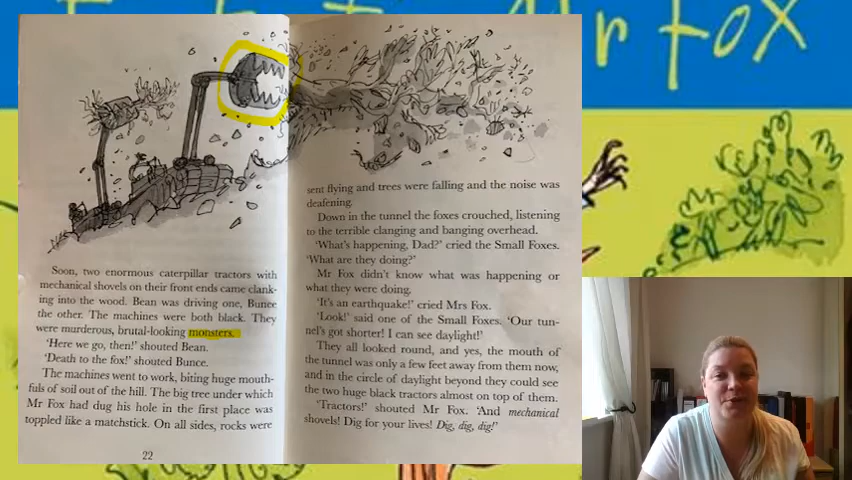 Mr Fox
Soon, two enormous caterpillar tractors with
mechanical shovels on their front ends came clank-
ing into the wood. Bean was driving one, Bunce
the other. The machines were both black. They
were murderous, brutal-looking monsters.
'Here we go, then!' shouted Bean.
'Death to the fox!' shouted Bunce.
The machines went to work, biting huge mouth-
fuls of soil out of the hill. The big tree under which
Mr Fox had dug his hole in the first place was
toppled like a matchstick. On all sides, rocks were
22
sent flying and trees were falling and the noise was
deafening.
Down in the tunnel the foxes crouched, listening
to the terrible clanging and banging overhead.
'What's happening, Dad?' cried the Small Foxes.
'What are they doing?'
Mr Fox didn't know what was happening or
what they were doing.
'It's an earthquake!' cried Mrs Fox.
'Look!' said one of the Small Foxes. 'Our tun-
nel's got shorter! I can see daylight!'
They all looked round, and yes, the mouth of
the tunnel was only a few feet away from them now,
and in the circle of daylight beyond they could see
the two huge black tractors almost on top of them.
'Tractors!' shouted Mr Fox. 'And mechanical
shovels! Dig for your lives! Dig, dig, dig!'